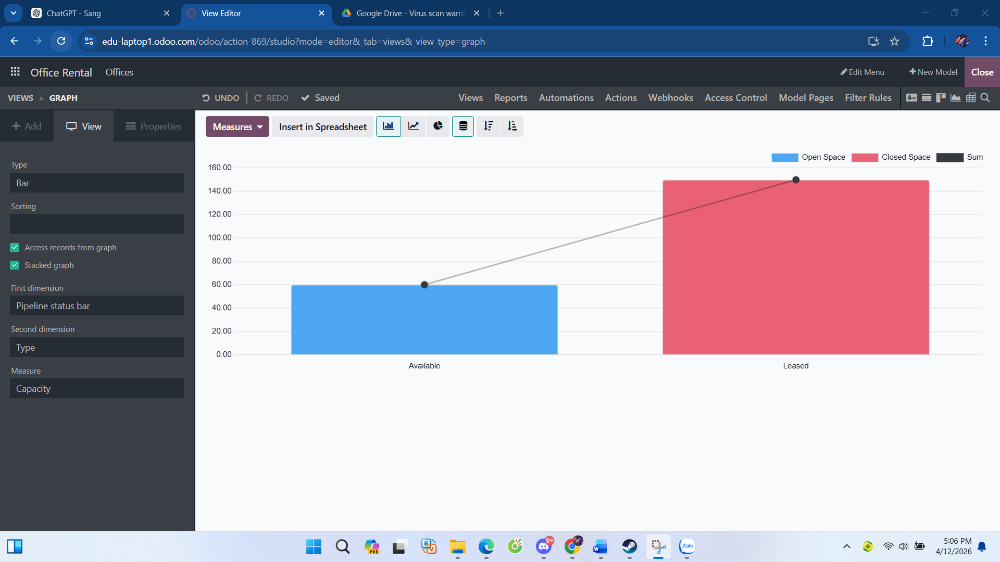 ChatGPT - Sang
View Editor
Google Drive - Virus scan warni
edu-laptop1.odoo.com/odoo/action-869/studio?mode=editor&_tab=views&_view_type=graph
Office Rental Offices
Edit Menu
New Model
Close
VIEWS > GRAPH
UNDO REDO Saved
Views Reports Automations Actions Webhooks Access Control Model Pages Filter Rules
Add View Properties
Measures Insert in Spreadsheet
Type
Bar
Sorting
Access records from graph
Stacked graph
First dimension
Pipeline status bar
Second dimension
Type
Measure
Capacity
Open Space Closed Space Sum
160.00
140.00
120.00
100.00
80.00
60.00
40.00
20.00
0.00
Available Leased
PRE
9+
W
Zalo
5:06 PM
4/12/2026